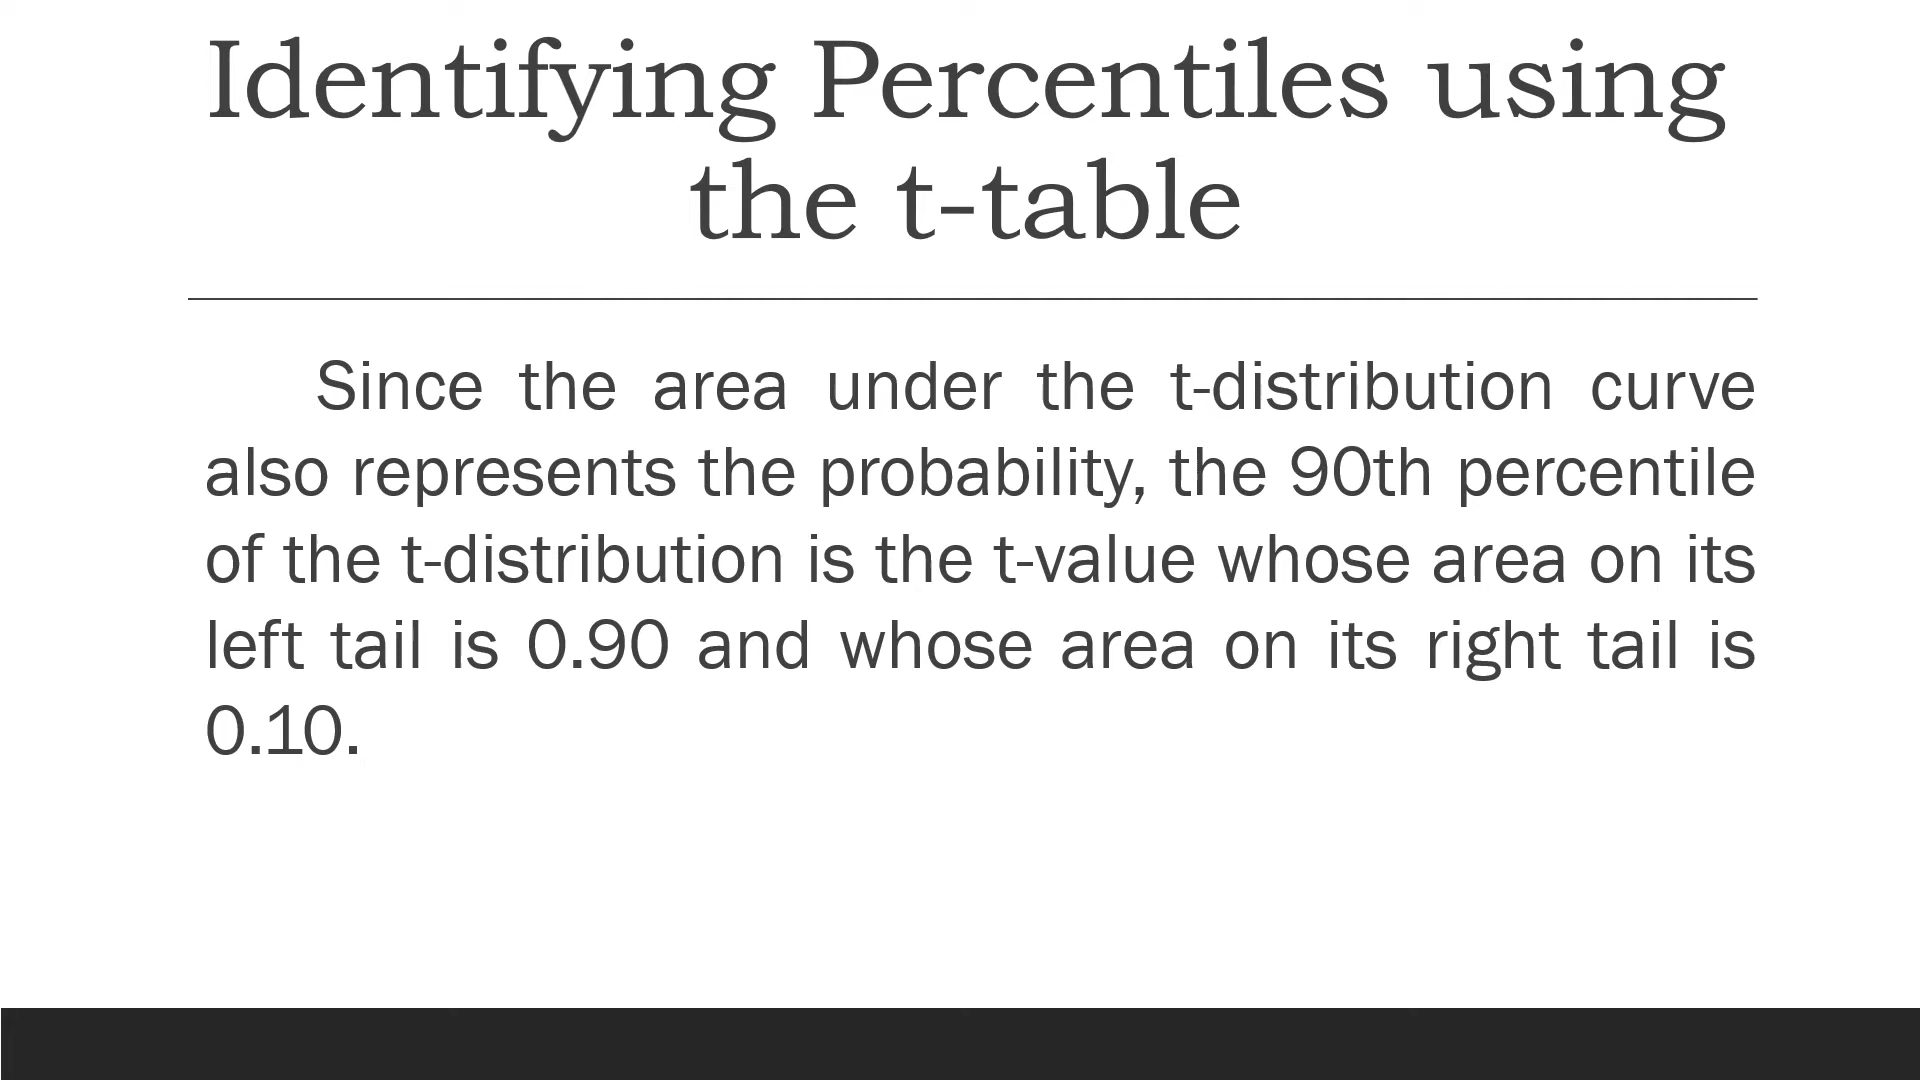 Identifying Percentiles using
the t-table
Since the area under the t-distribution curve
also represents the probability, the 90th percentile
of the t-distribution is the t-value whose area on its
left tail is 0.90 and whose area on its right tail is
0.10.